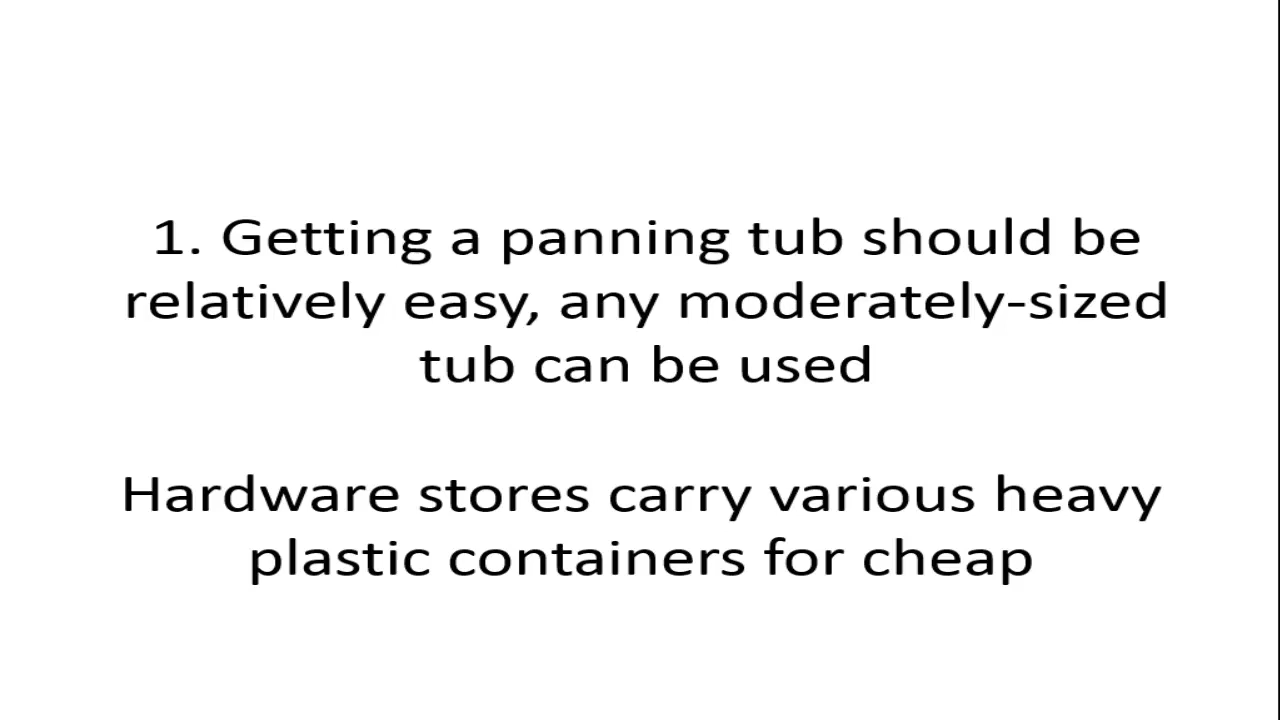 1. Getting a panning tub should be
relatively easy, any moderately-sized
tub can be used
Hardware stores carry various heavy
plastic containers for cheap